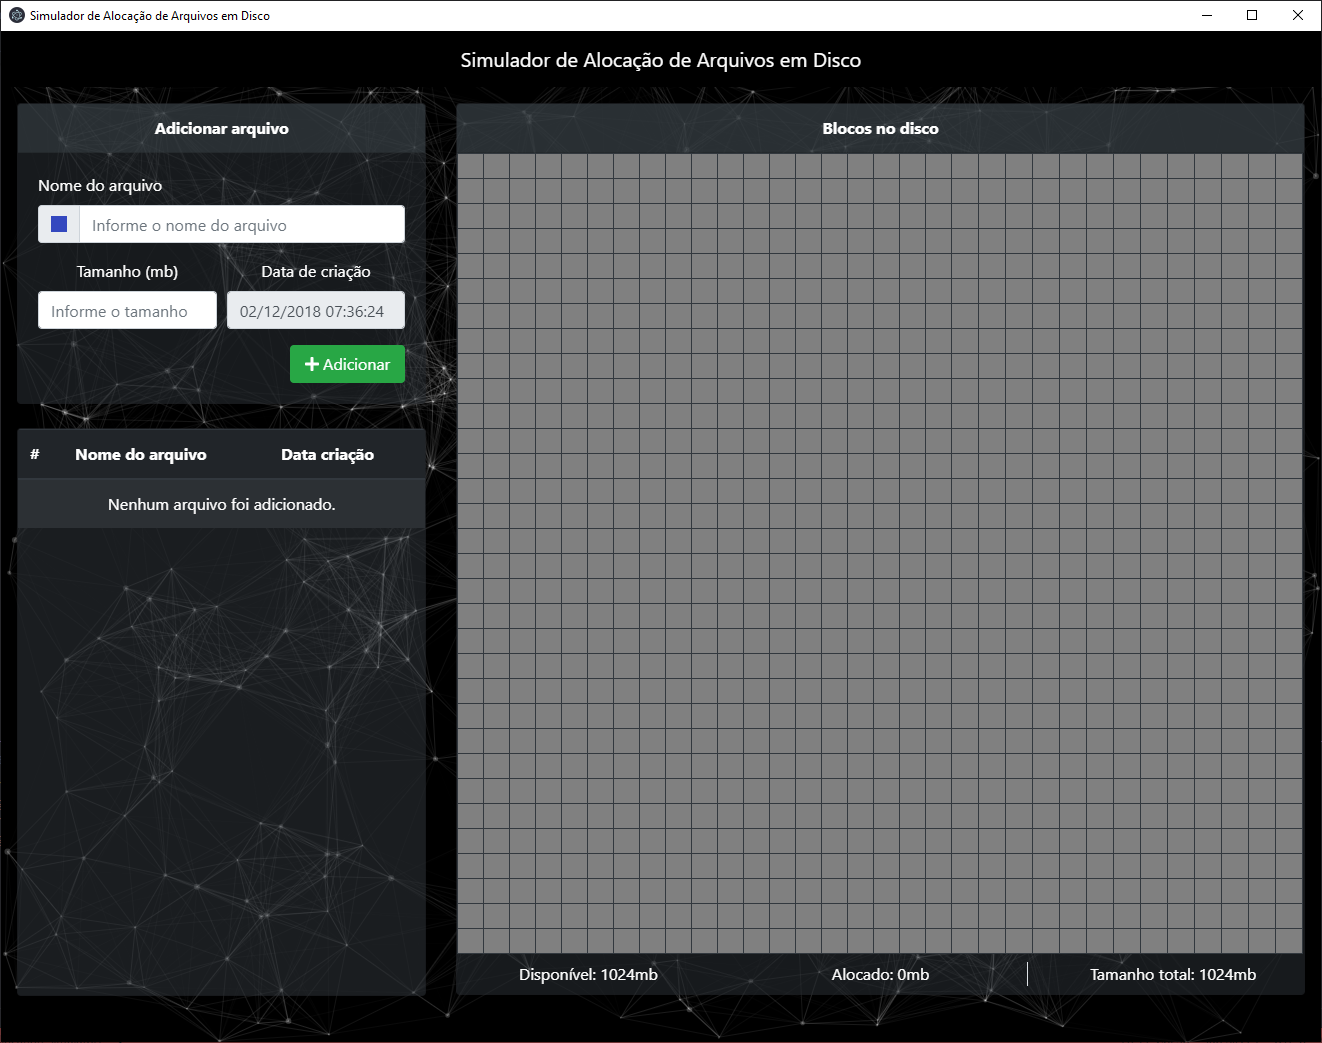 Simulador de Alocação de Arquivos em Disco
Simulador de Alocação de Arquivos em Disco
Adicionar arquivo
Nome do arquivo
Informe o nome do arquivo
Tamanho (mb) Data de criação
Informe o tamanho 02/12/2018 07:36:24
Adicionar
# Nome do arquivo Data criação
Nenhum arquivo foi adicionado.
Blocos no disco
Disponível: 1024mb Alocado: 0mb Tamanho total: 1024mb